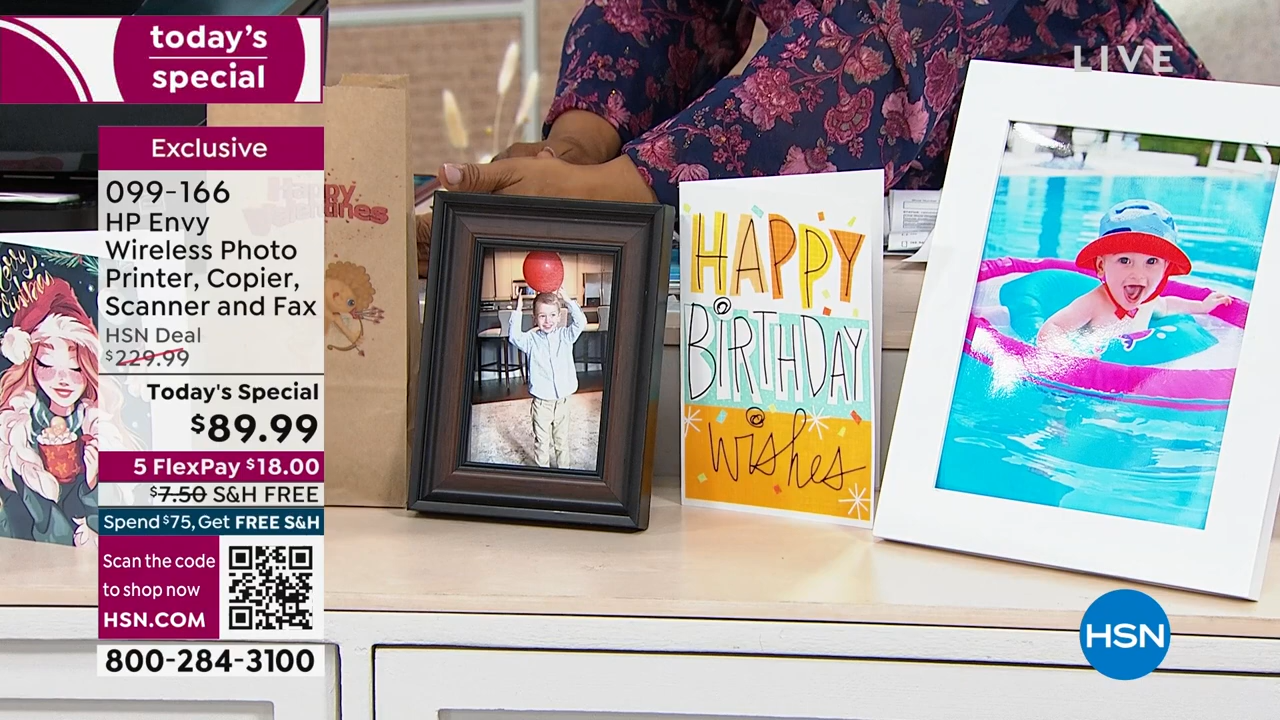 today's
special
LIVE
Exclusive
099-166
HP Envy
Wireless Photo
Printer, Copier,
Scanner and Fax
HSN Deal
$229.99
Today's Special
$89.99
5 FlexPay $18.00
$7.50 S&H FREE
Spend $75, Get FREE S&H
Scan the code
to shop now
HSN.COM
800-284-3100
Happy
Valentines
Merry
HAPPY
BIRTHDAY
wishes
HSN